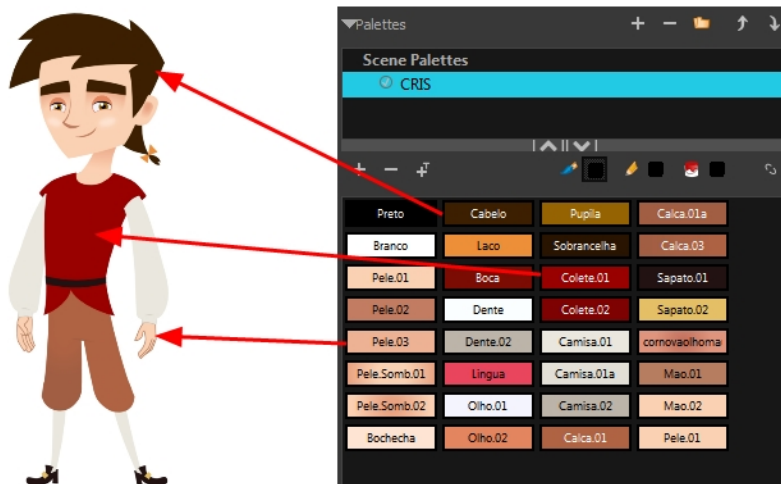 Palettes
Scene Palettes
CRIS
Preto Cabelo Pupila Calca.01a
Branco Laco Sobrancelha Calca.03
Pele.01 Boca Colete.01 Sapato.01
Pele.02 Dente Colete.02 Sapato.02
Pele.03 Dente.02 Camisa.01 cornovaolhoma
Pele.Somb.01 Lingua Camisa.01a Mao.01
Pele.Somb.02 Olho.01 Camisa.02 Mao.02
Bochecha Olho.02 Calca.01 Pele.01